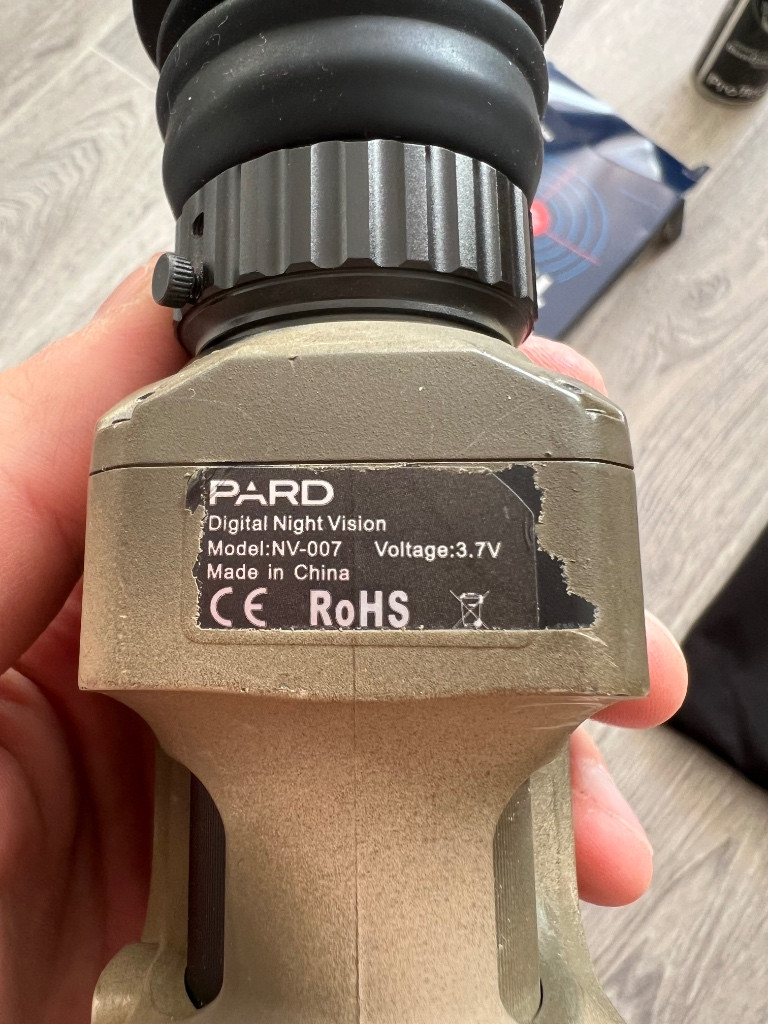 PARD
Digital Night Vision
Model:NV-007 Voltage:3.7V
Made in China
CE RoHS